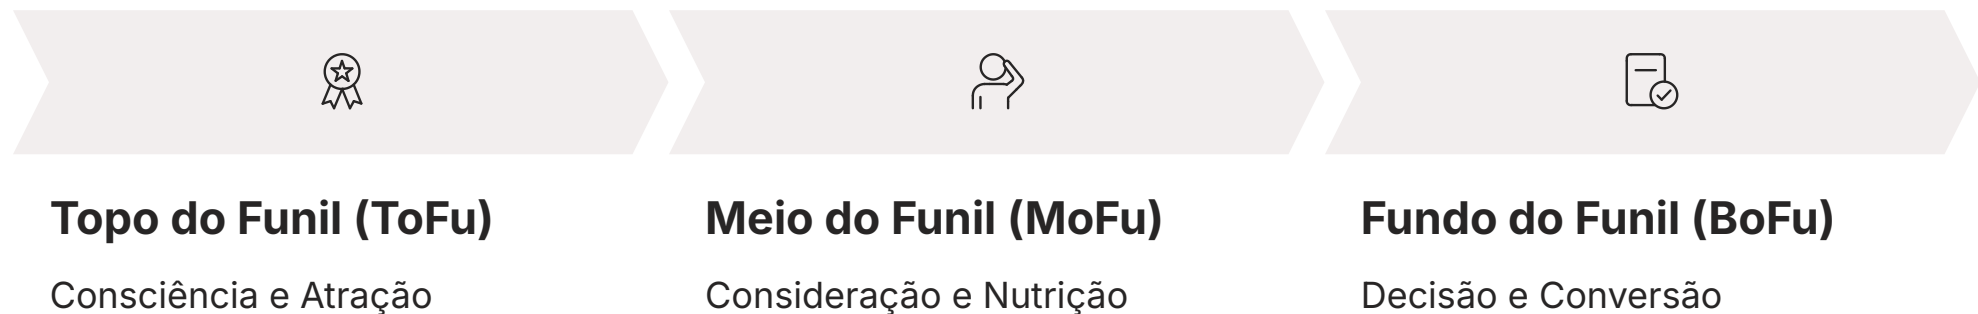 Topo do Funil (ToFu)
Consciência e Atração
Meio do Funil (MoFu)
Consideração e Nutrição
Fundo do Funil (BoFu)
Decisão e Conversão